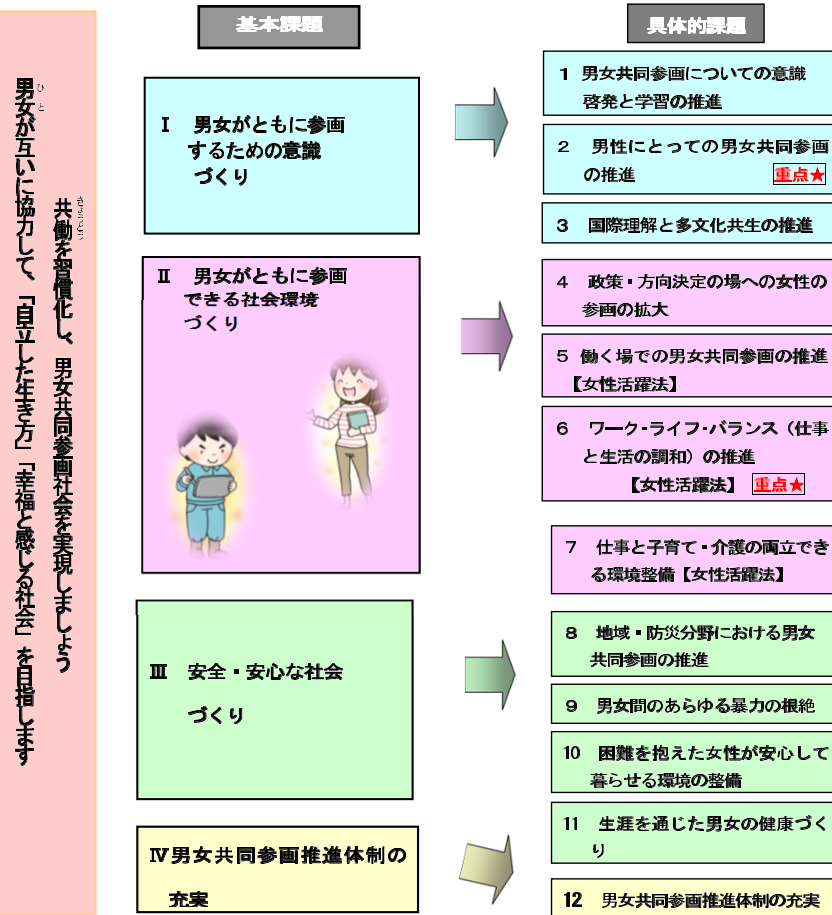 共働を習慣化し、男女共同参画社会を実現しましょう
きょうどう
男女が互いに協力して、「自立した生き方」「幸福と感じる社会」を目指します
ひと
基本課題
Ⅰ 男女がともに参画
するための意識
づくり
Ⅱ 男女がともに参画
できる社会環境
づくり
Ⅲ 安全・安心な社会
づくり
Ⅳ男女共同参画推進体制の
充実
具体的課題
1 男女共同参画についての意識
啓発と学習の推進
2 男性にとっての男女共同参画
の推進 重点★
3 国際理解と多文化共生の推進
4 政策・方向決定の場への女性の
参画の拡大
5 働く場での男女共同参画の推進
【女性活躍法】
6 ワーク・ライフ・バランス（仕事
と生活の調和）の推進
【女性活躍法】 重点★
7 仕事と子育て・介護の両立でき
る環境整備【女性活躍法】
8 地域・防災分野における男女
共同参画の推進
9 男女間のあらゆる暴力の根絶
10 困難を抱えた女性が安心して
暮らせる環境の整備
11 生涯を通じた男女の健康づく
り
12 男女共同参画推進体制の充実